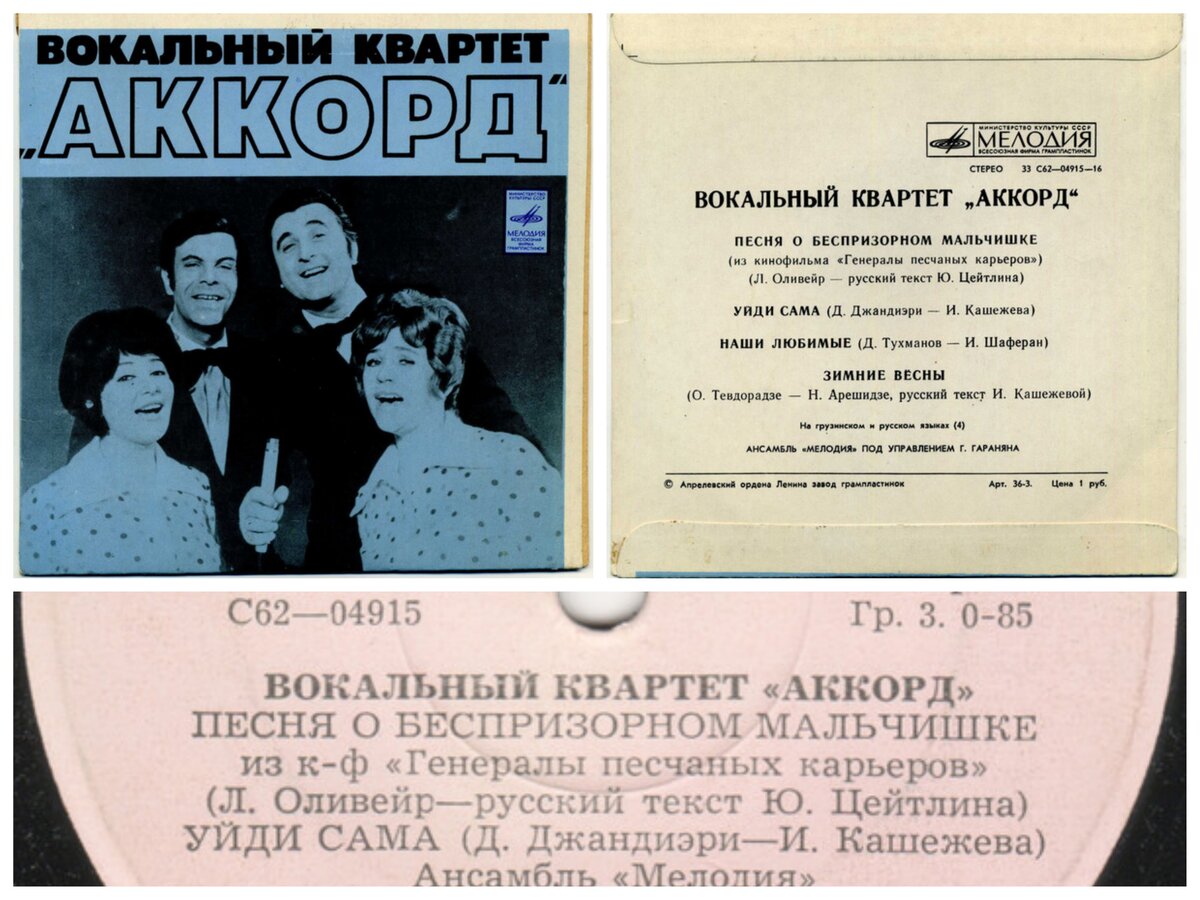 ВОКАЛЬНЫЙ КВАРТЕТ
„АККОРД“
МИНИСТЕРСТВО
КУЛЬТУРЫ СССР
МЕЛОДИЯ
ВСЕСОЮЗНАЯ
ФИРМА
ГРАМПЛАСТИНОК
МИНИСТЕРСТВО КУЛЬТУРЫ СССР
МЕЛОДИЯ
ВСЕСОЮЗНАЯ ФИРМА ГРАМПЛАСТИНОК
СТЕРЕО 33 С62—04915—16
ВОКАЛЬНЫЙ КВАРТЕТ „АККОРД“
ПЕСНЯ О БЕСПРИЗОРНОМ МАЛЬЧИШКЕ
(из кинофильма «Генералы песчаных карьеров»)
(Л. Оливейр — русский текст Ю. Цейтлина)
УЙДИ САМА (Д. Джандиэри — И. Кашежева)
НАШИ ЛЮБИМЫЕ (Д. Тухманов — И. Шаферан)
ЗИМНИЕ ВЕСНЫ
(О. Тевдорадзе — Н. Арешидзе, русский текст И. Кашежевой)
На грузинском и русском языках (4)
АНСАМБЛЬ «МЕЛОДИЯ» ПОД УПРАВЛЕНИЕМ Г. ГАРАНЯНА
© Апрелевский ордена Ленина завод грампластинок Арт. 36-3. Цена 1 руб.
С62—04915 Гр. 3. 0-85
ВОКАЛЬНЫЙ КВАРТЕТ «АККОРД»
ПЕСНЯ О БЕСПРИЗОРНОМ МАЛЬЧИШКЕ
из к-ф «Генералы песчаных карьеров»
(Л. Оливейр—русский текст Ю. Цейтлина)
УЙДИ САМА (Д. Джандиэри—И. Кашежева)
Ансамбль «Мелодия»